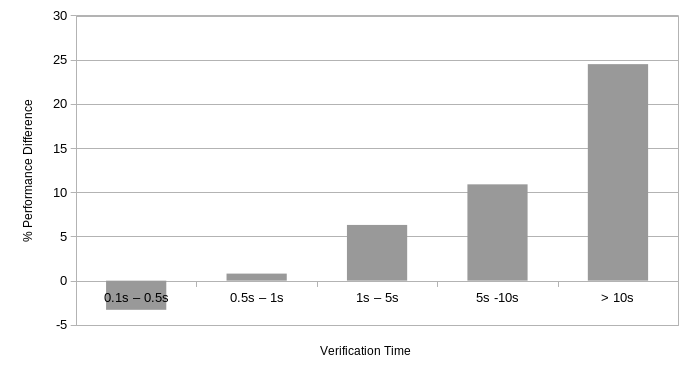 30
25
20
15
10
5
0
-5
% Performance Difference
0.1s – 0.5s
0.5s – 1s
1s – 5s
5s -10s
> 10s
Verification Time